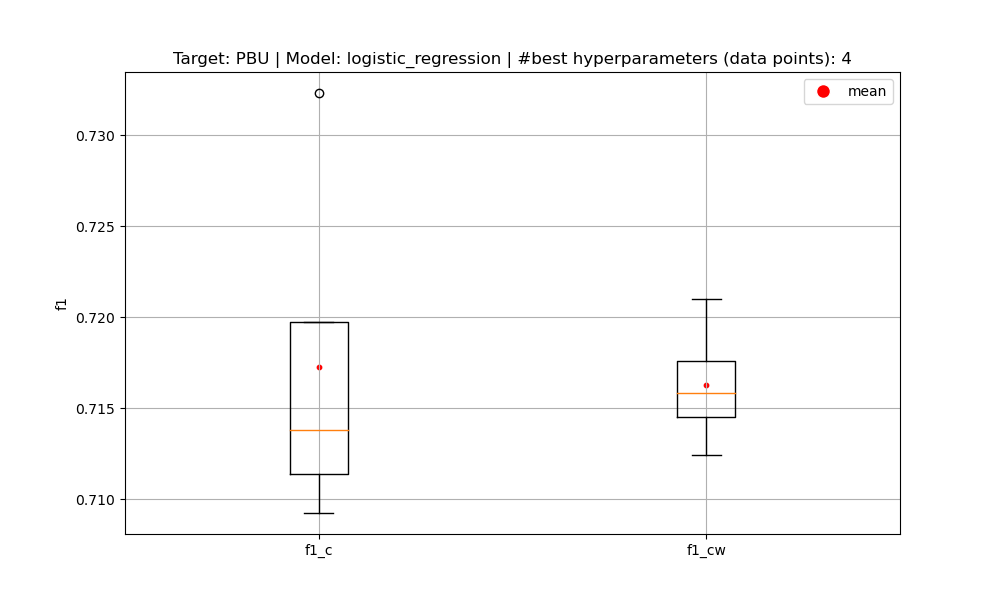 Target: PBU | Model: logistic_regression | #best hyperparameters (data points): 4
mean
0.730
0.725
0.720
0.715
0.710
f1
f1_c
f1_cw